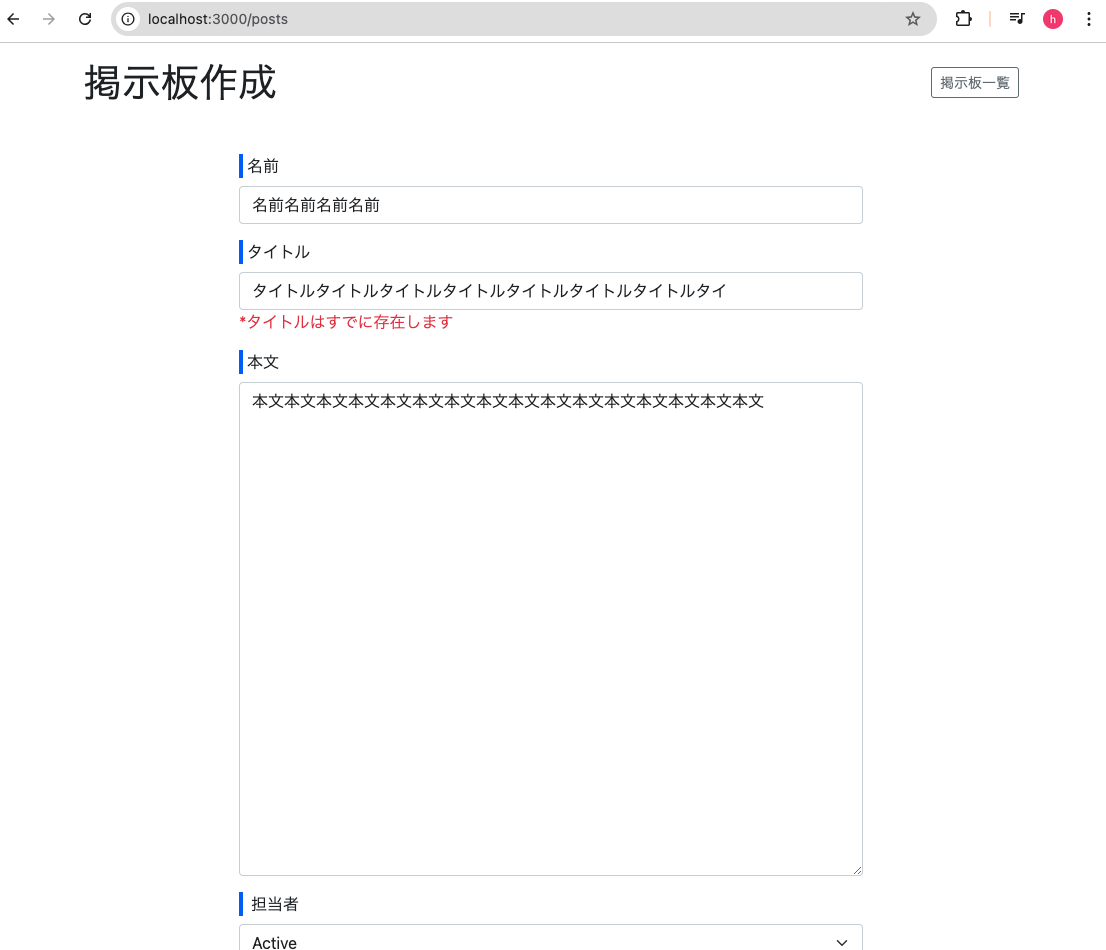 localhost:3000/posts
h
掲示板作成
掲示板一覧
名前
名前名前名前名前
タイトル
タイトルタイトルタイトルタイトルタイトルタイトルタイトルタイ
*タイトルはすでに存在します
本文
本文本文本文本文本文本文本文本文本文本文本文本文本文本文本文本文
担当者
Active